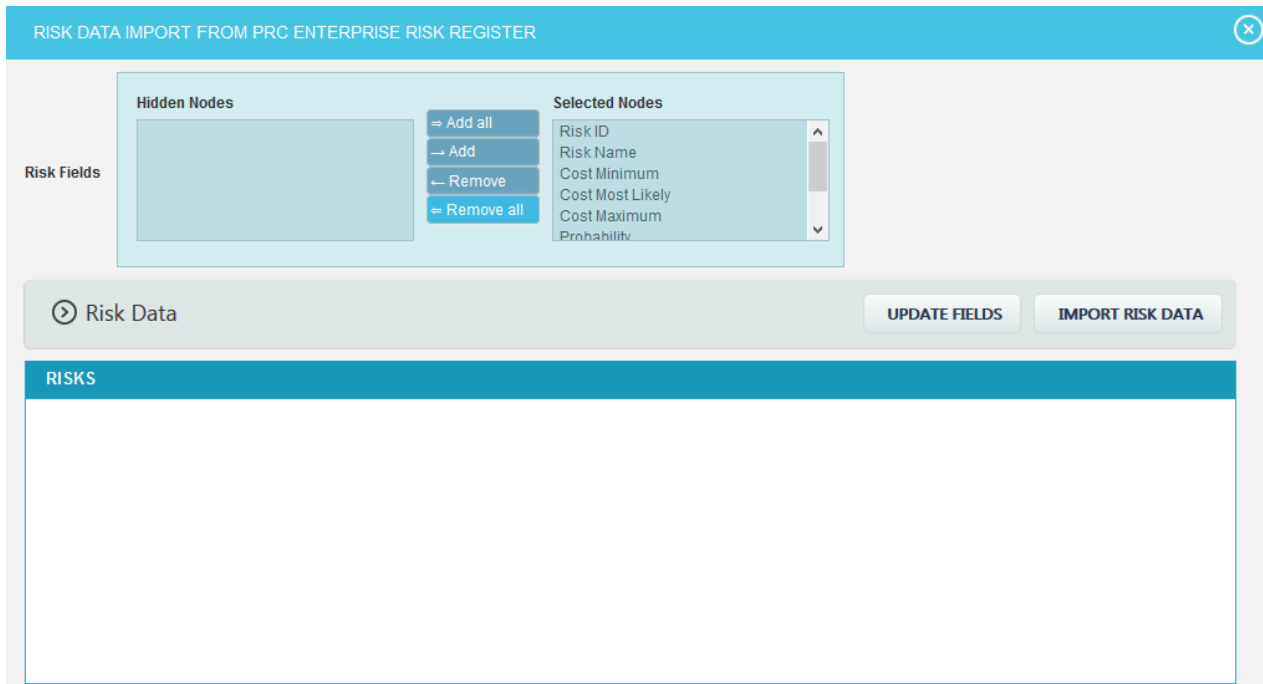 RISK DATA IMPORT FROM PRC ENTERPRISE RISK REGISTER
Risk Fields
Hidden Nodes
⇒ Add all
→ Add
← Remove
⇐ Remove all
Selected Nodes
Risk ID
Risk Name
Cost Minimum
Cost Most Likely
Cost Maximum
Probability
Risk Data
UPDATE FIELDS
IMPORT RISK DATA
RISKS